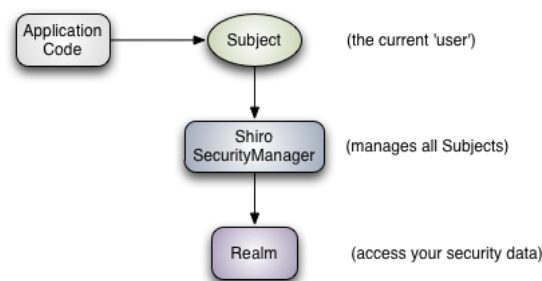 Application
Code
Subject
(the current 'user')
Shiro
SecurityManager
(manages all Subjects)
Realm
(access your security data)